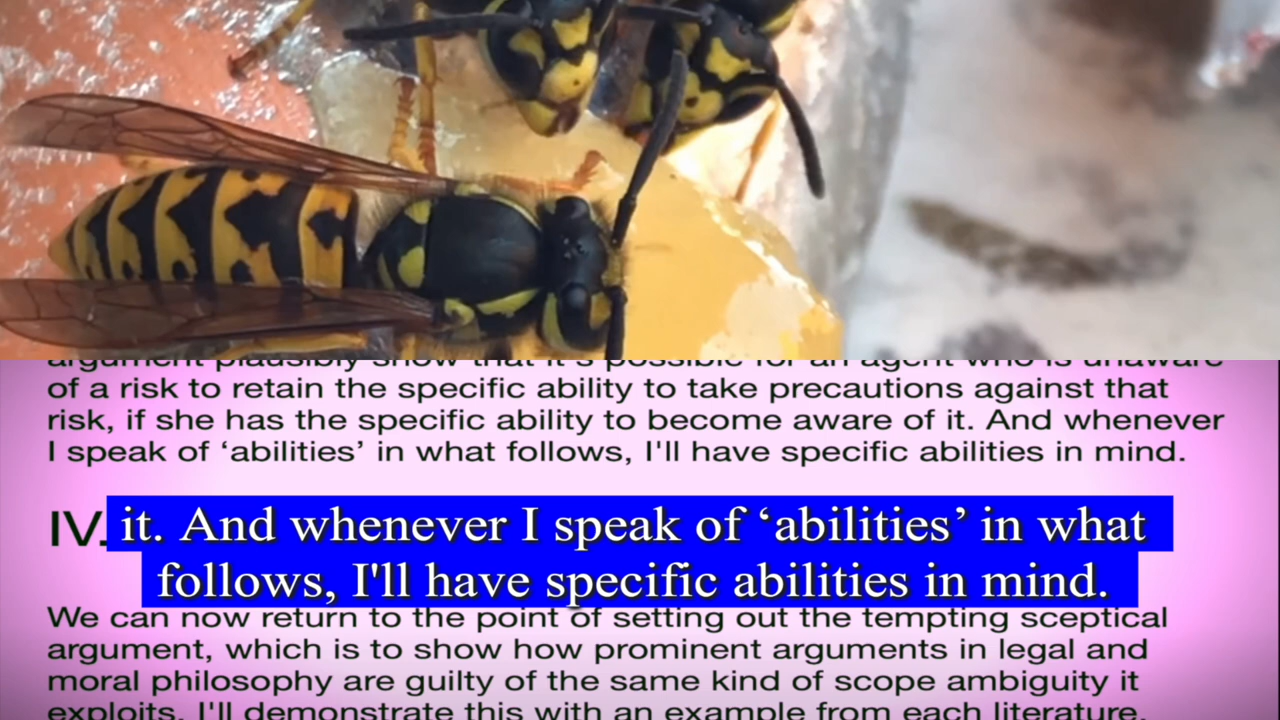 argument plausibly show that it's possible for an agent who is unaware
of a risk to retain the specific ability to take precautions against that
risk, if she has the specific ability to become aware of it. And whenever
I speak of ‘abilities’ in what follows, I'll have specific abilities in mind.
IV.
it. And whenever I speak of ‘abilities’ in what
follows, I'll have specific abilities in mind.
We can now return to the point of setting out the tempting sceptical
argument, which is to show how prominent arguments in legal and
moral philosophy are guilty of the same kind of scope ambiguity it
exploits. I'll demonstrate this with an example from each literature.